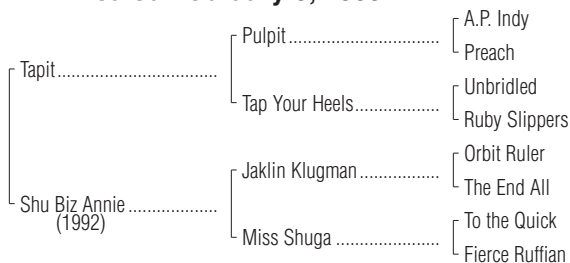 Pulpit
A.P. Indy
Preach
Tapit
Tap Your Heels
Unbridled
Ruby Slippers
Jaklin Klugman
Orbit Ruler
The End All
Shu Biz Annie
(1992)
Miss Shuga
To the Quick
Fierce Ruffian